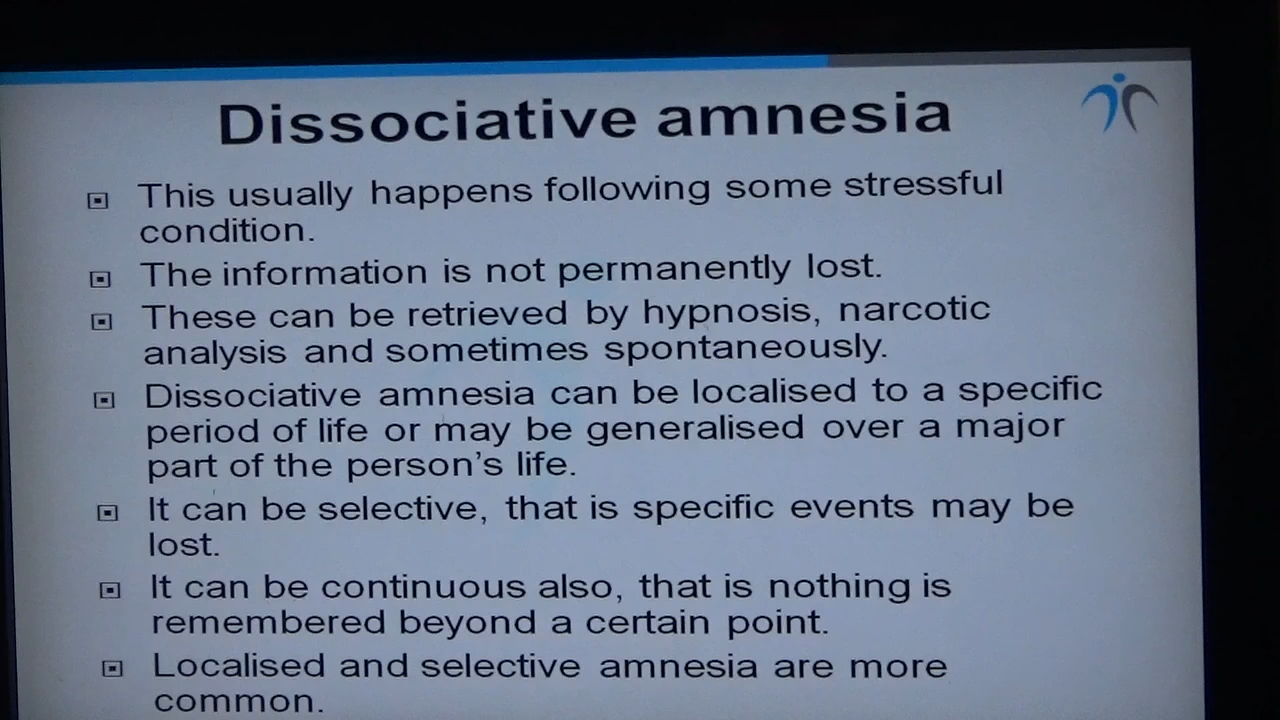 Dissociative amnesia
This usually happens following some stressful
condition.
The information is not permanently lost.
These can be retrieved by hypnosis, narcotic
analysis and sometimes spontaneously.
Dissociative amnesia can be localised to a specific
period of life or may be generalised over a major
part of the person's life.
It can be selective, that is specific events may be
lost.
It can be continuous also, that is nothing is
remembered beyond a certain point.
Localised and selective amnesia are more
common.